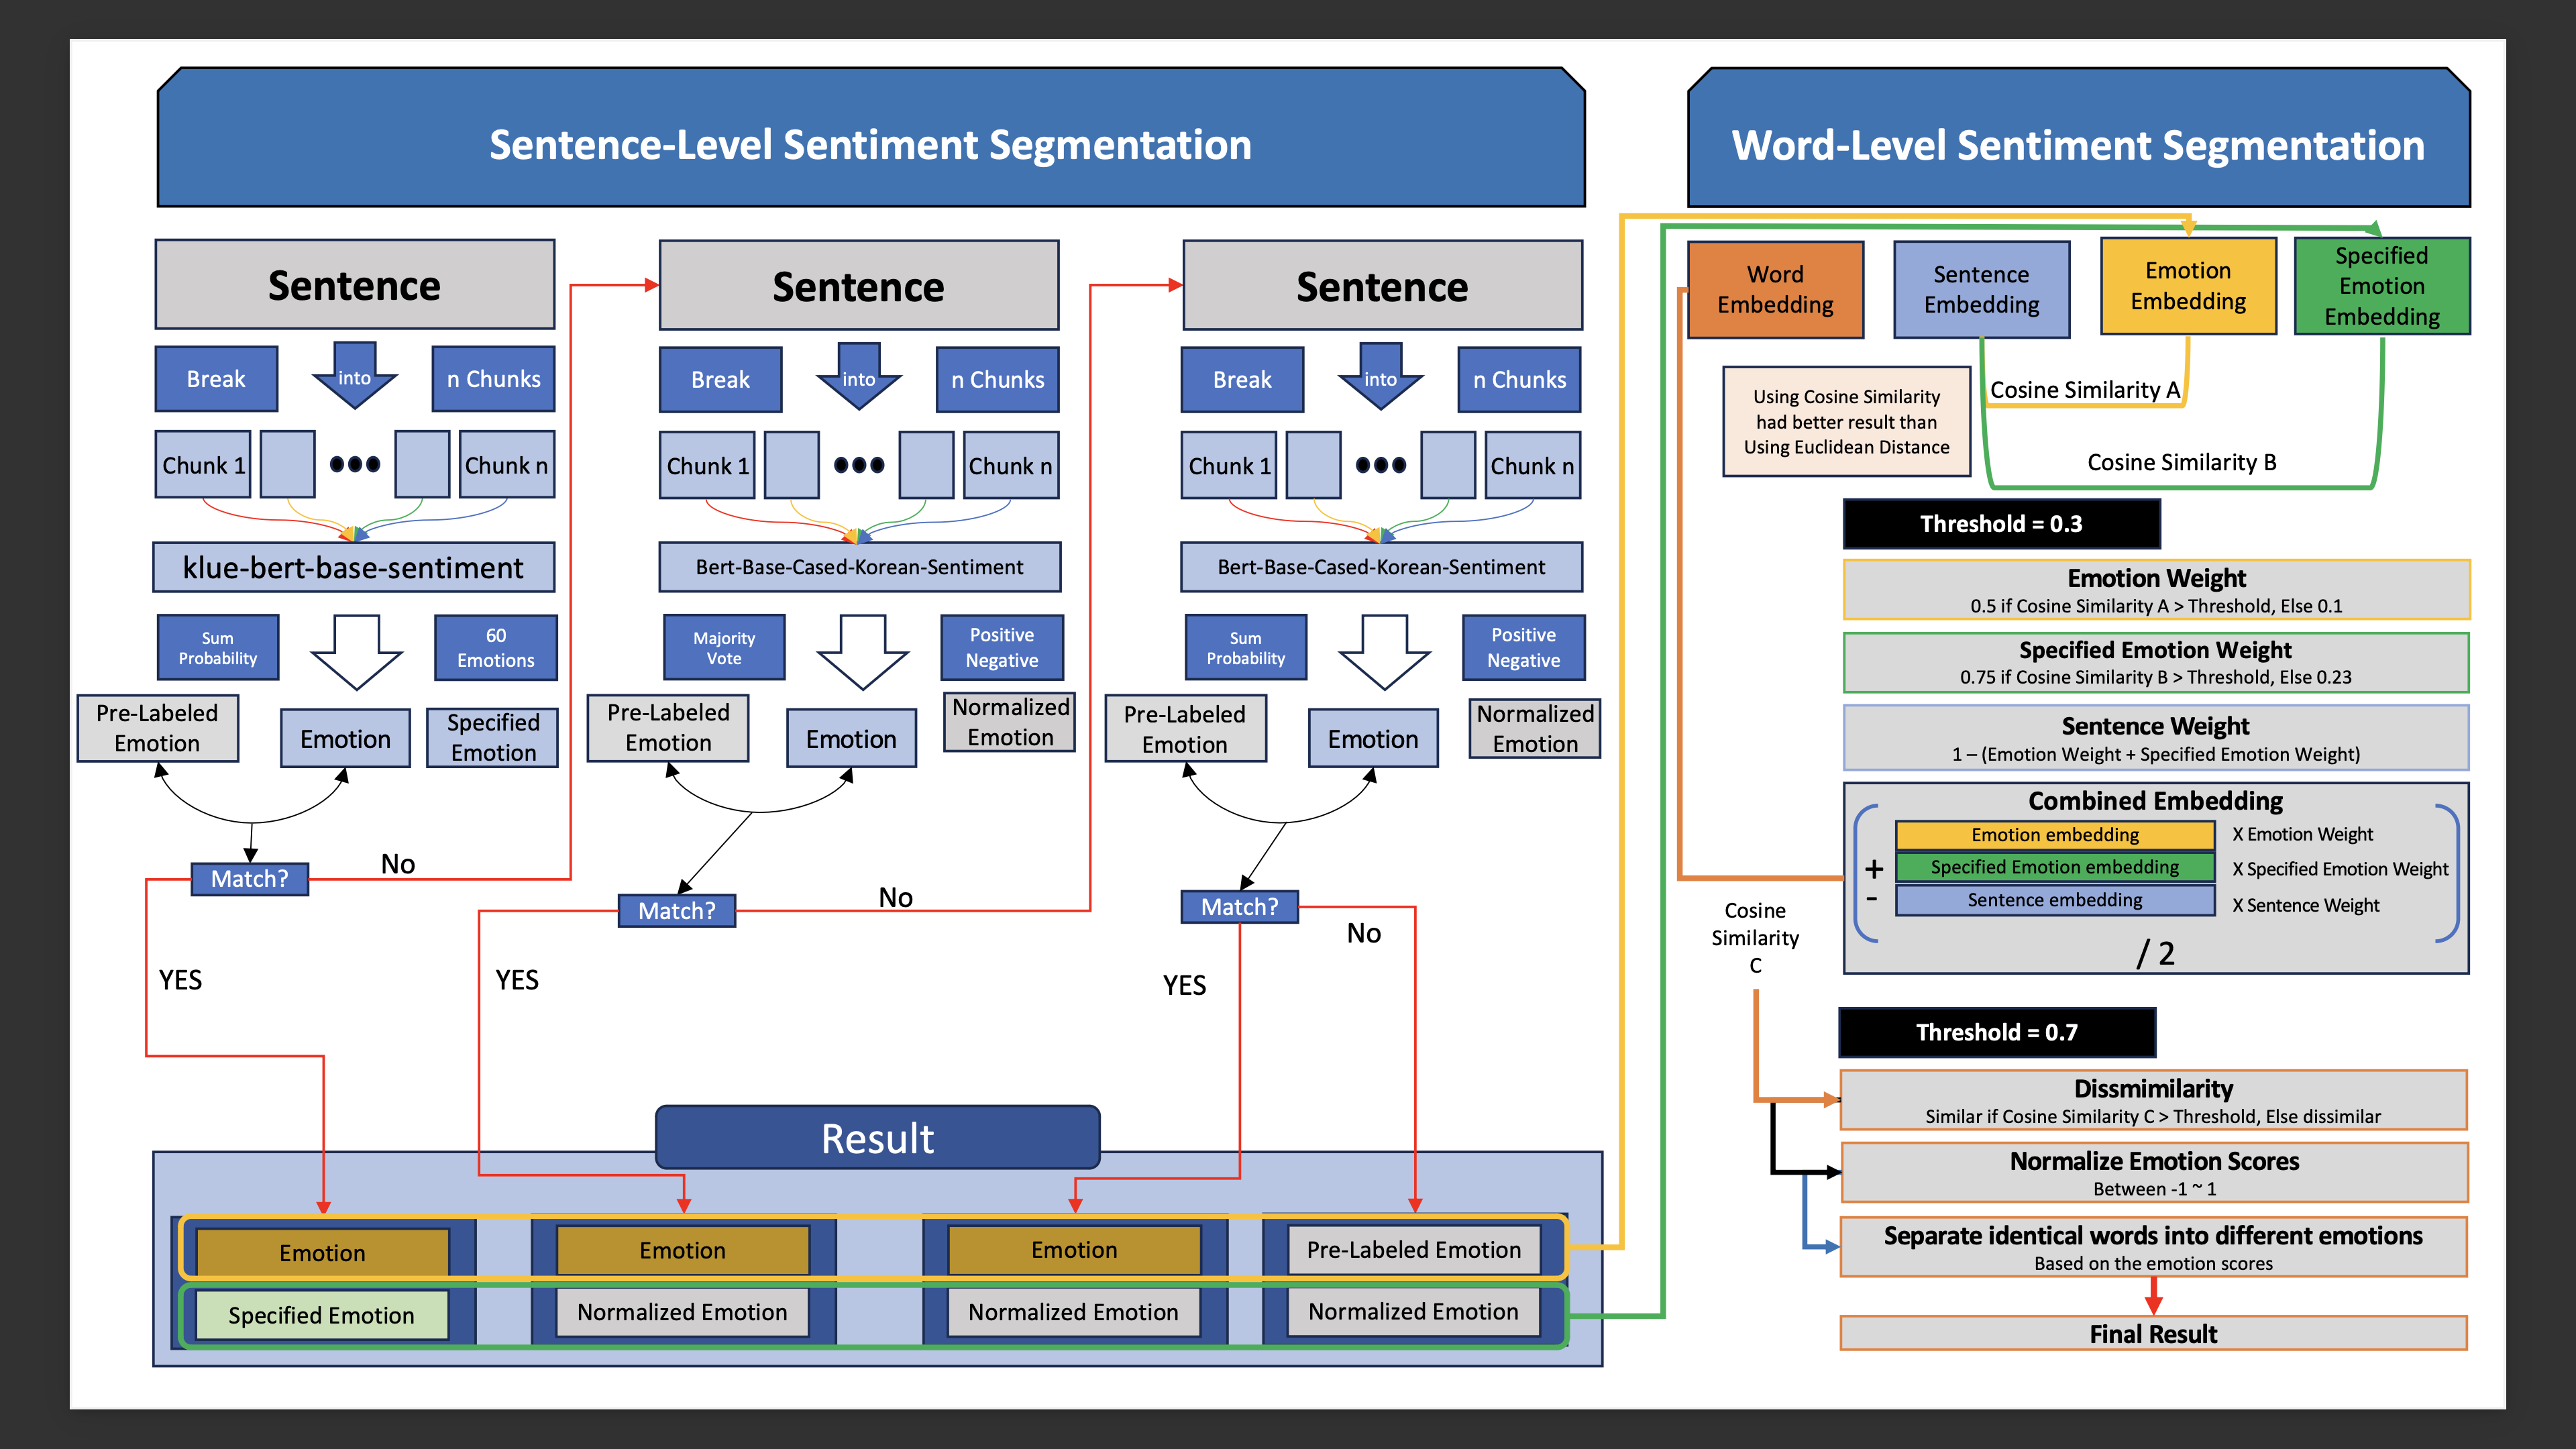 Sentence-Level Sentiment Segmentation
Sentence
Break
into
n Chunks
Chunk 1
Chunk n
klue-bert-base-sentiment
Sum
Probability
60
Emotions
Pre-Labeled
Emotion
Emotion
Specified
Emotion
Match?
No
YES
Sentence
Break
into
n Chunks
Chunk 1
Chunk n
Bert-Base-Cased-Korean-Sentiment
Majority
Vote
Positive
Negative
Pre-Labeled
Emotion
Emotion
Normalized
Emotion
Match?
No
YES
Sentence
Break
into
n Chunks
Chunk 1
Chunk n
Bert-Base-Cased-Korean-Sentiment
Sum
Probability
Positive
Negative
Pre-Labeled
Emotion
Emotion
Normalized
Emotion
Match?
No
YES
Result
Emotion
Emotion
Emotion
Pre-Labeled Emotion
Specified Emotion
Normalized Emotion
Normalized Emotion
Normalized Emotion
Word-Level Sentiment Segmentation
Word
Embedding
Sentence
Embedding
Emotion
Embedding
Specified
Emotion
Embedding
Using Cosine Similarity
had better result than
Using Euclidean Distance
Cosine Similarity A
Cosine Similarity B
Threshold = 0.3
Emotion Weight
0.5 if Cosine Similarity A > Threshold, Else 0.1
Specified Emotion Weight
0.75 if Cosine Similarity B > Threshold, Else 0.23
Sentence Weight
1 – (Emotion Weight + Specified Emotion Weight)
Combined Embedding
Emotion embedding X Emotion Weight
+ Specified Emotion embedding X Specified Emotion Weight
- Sentence embedding X Sentence Weight
/ 2
Cosine
Similarity
C
Threshold = 0.7
Dissmimilarity
Similar if Cosine Similarity C > Threshold, Else dissimilar
Normalize Emotion Scores
Between -1 ~ 1
Separate identical words into different emotions
Based on the emotion scores
Final Result